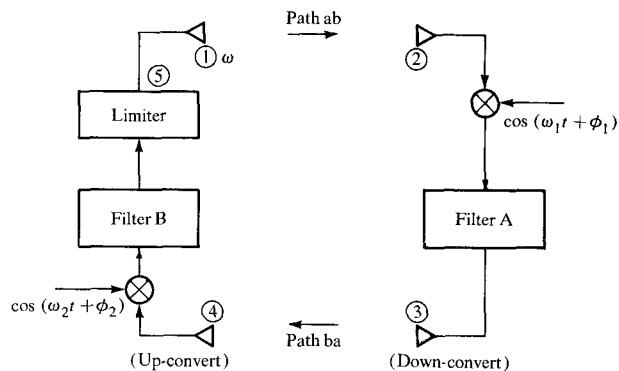 Path ab
① ω
②
⑤
Limiter
cos (ω₁t + ϕ₁)
Filter B
Filter A
cos (ω₂t + ϕ₂)
④
③
Path ba
(Up-convert)
(Down-convert)